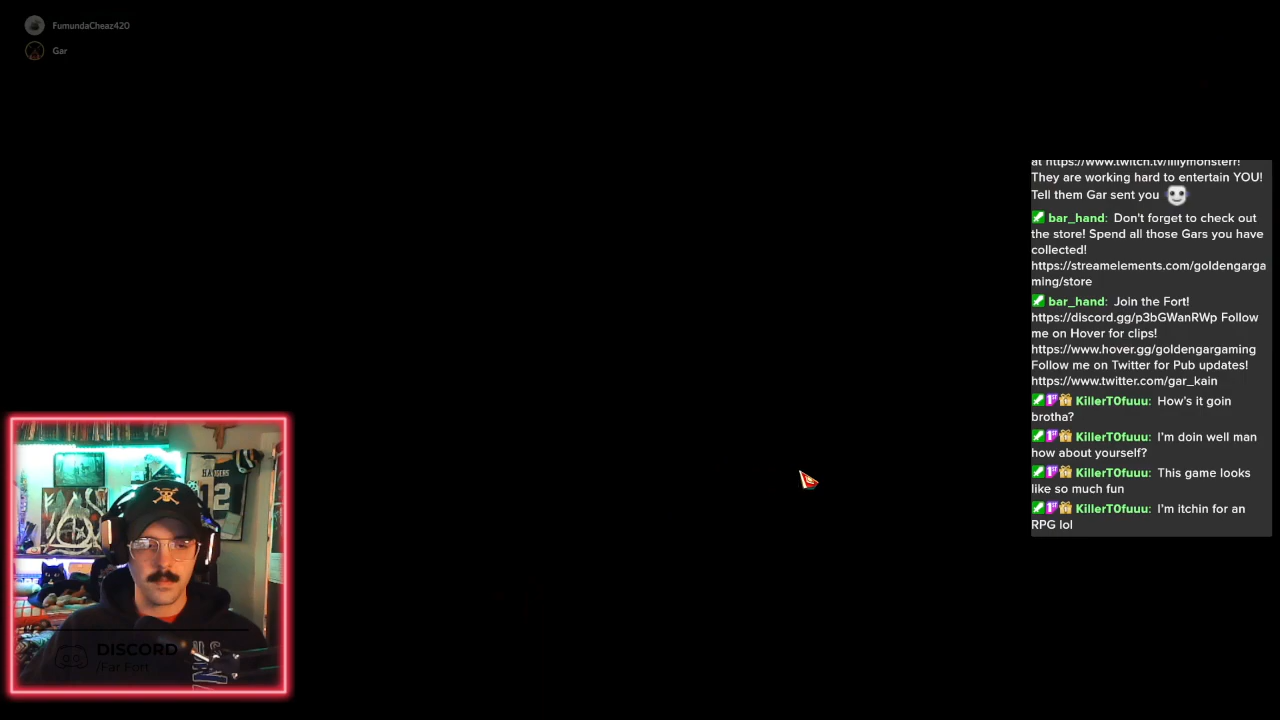 FumundaCheaz420
Gar
at https://www.twitch.tv/lillymonsterr!
They are working hard to entertain YOU!
Tell them Gar sent you
bar_hand: Don't forget to check out
the store! Spend all those Gars you have
collected!
https://streamelements.com/goldengarga
ming/store
bar_hand: Join the Fort!
https://discord.gg/p3bGWanRWp Follow
me on Hover for clips!
https://www.hover.gg/goldengargaming
Follow me on Twitter for Pub updates!
https://www.twitter.com/gar_kain
KillerT0fuuu: How's it goin
brotha?
KillerT0fuuu: I'm doin well man
how about yourself?
KillerT0fuuu: This game looks
like so much fun
KillerT0fuuu: I'm itchin for an
RPG lol
12
DISCORD